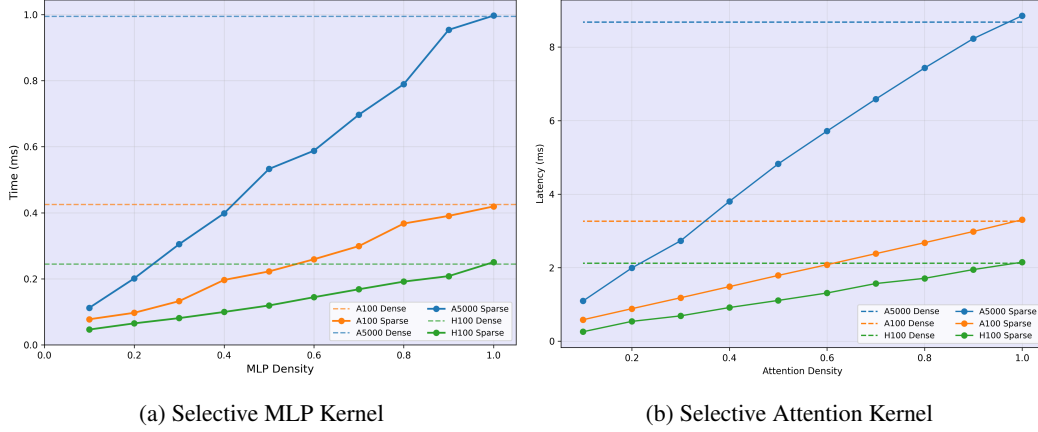 1.0
0.8
0.6
0.4
0.2
0.0
Time (ms)
0.0 0.2 0.4 0.6 0.8 1.0
MLP Density
A100 Dense
A100 Sparse
A5000 Dense
A5000 Sparse
H100 Dense
H100 Sparse
(a) Selective MLP Kernel
8
6
4
2
0
Latency (ms)
0.2 0.4 0.6 0.8 1.0
Attention Density
A5000 Dense
A100 Dense
H100 Dense
A5000 Sparse
A100 Sparse
H100 Sparse
(b) Selective Attention Kernel